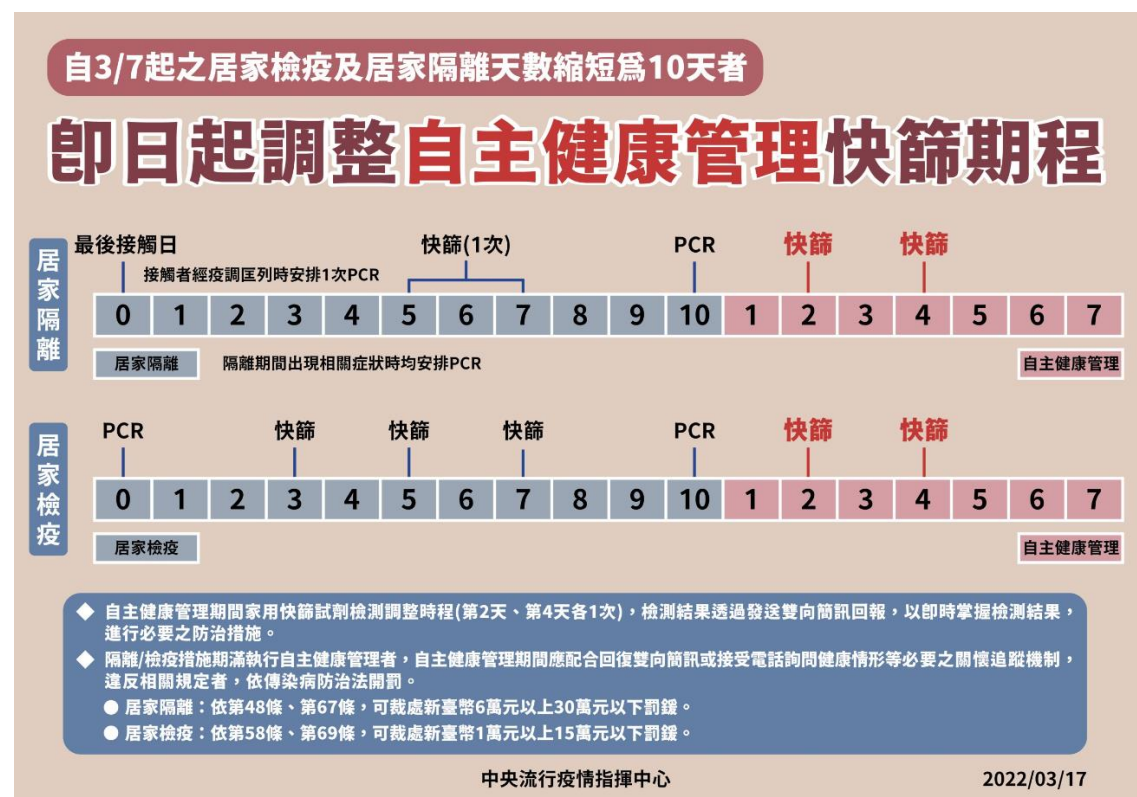 自3/7起之居家檢疫及居家隔離天數縮短爲10天者
卽日起調整自主健康管理快篩期程
居家隔離
最後接觸日
快篩(1次)
PCR
快篩
快篩
接觸者經疫調匡列時安排1次PCR
0 1 2 3 4 5 6 7 8 9 10 1 2 3 4 5 6 7
居家隔離
隔離期間出現相關症狀時均安排PCR
自主健康管理
居家檢疫
PCR
快篩
快篩
快篩
PCR
快篩
快篩
0 1 2 3 4 5 6 7 8 9 10 1 2 3 4 5 6 7
居家檢疫
自主健康管理
◆ 自主健康管理期間家用快篩試劑檢測調整時程(第2天、第4天各1次)，檢測結果透過發送雙向簡訊回報，以卽時掌握檢測結果，
進行必要之防治措施。
◆ 隔離/檢疫措施期滿執行自主健康管理者，自主健康管理期間應配合回復雙向簡訊或接受電話詢問健康情形等必要之關懷追蹤機制，
違反相關規定者，依傳染病防治法開罰。
● 居家隔離：依第48條、第67條，可裁處新臺幣6萬元以上30萬元以下罰鍰。
● 居家檢疫：依第58條、第69條，可裁處新臺幣1萬元以上15萬元以下罰鍰。
中央流行疫情指揮中心
2022/03/17